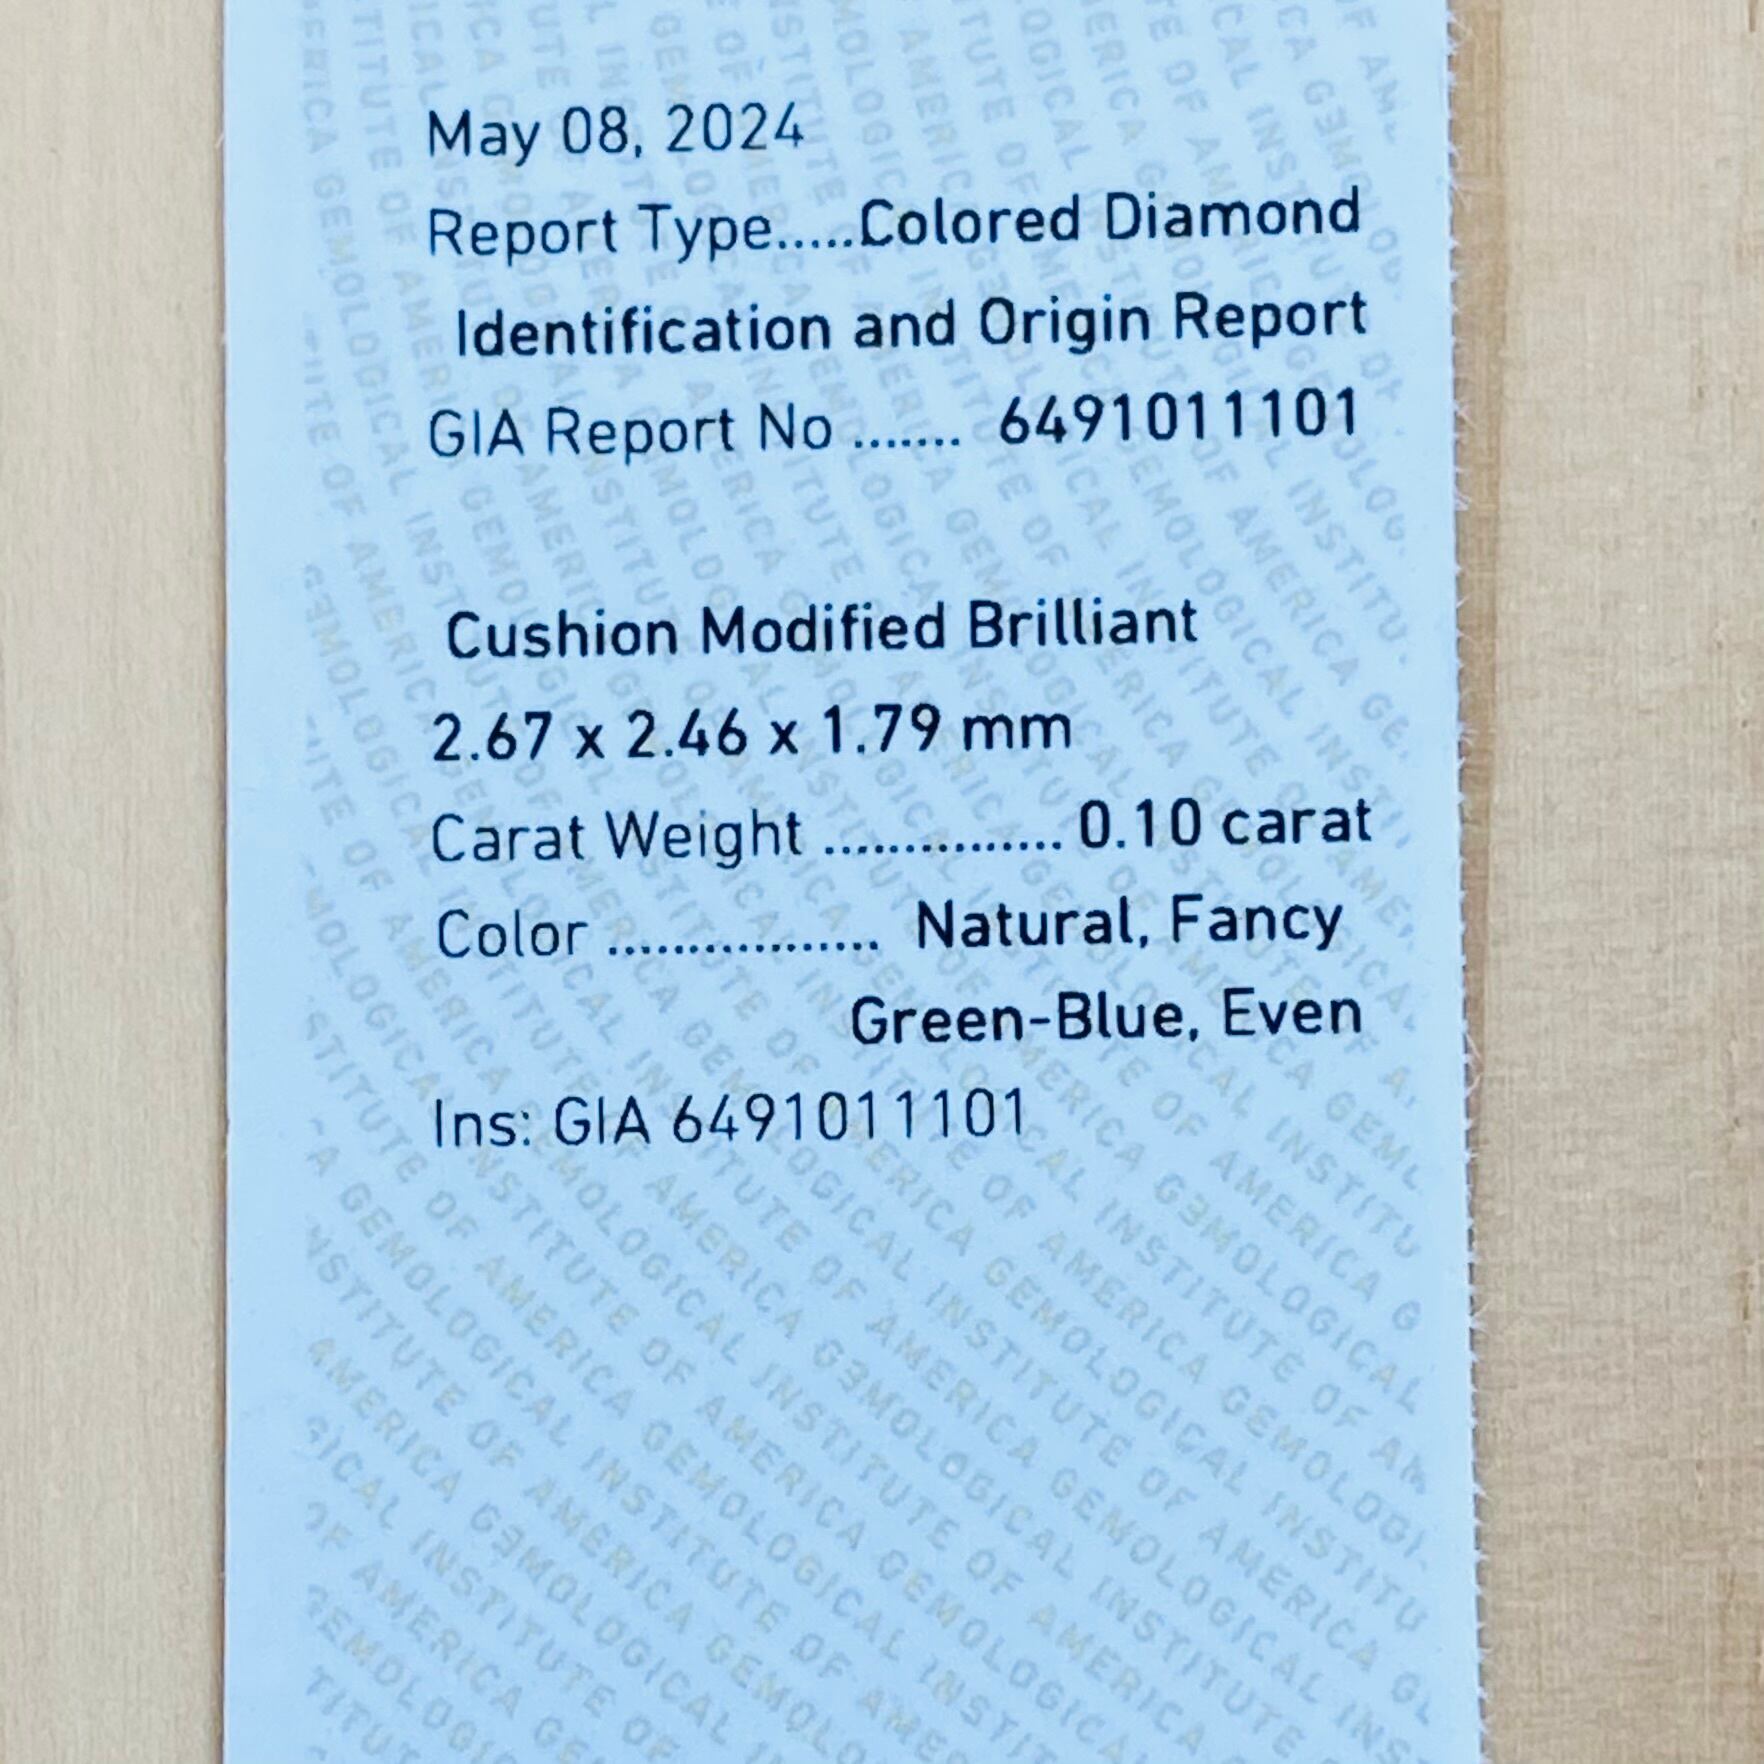 May 08, 2024
Report Type.....Colored Diamond
Identification and Origin Report
GIA Report No ....... 6491011101
Cushion Modified Brilliant
2.67 x 2.46 x 1.79 mm
Carat Weight ............... 0.10 carat
Color ................. Natural, Fancy
Green-Blue, Even
Ins: GIA 6491011101